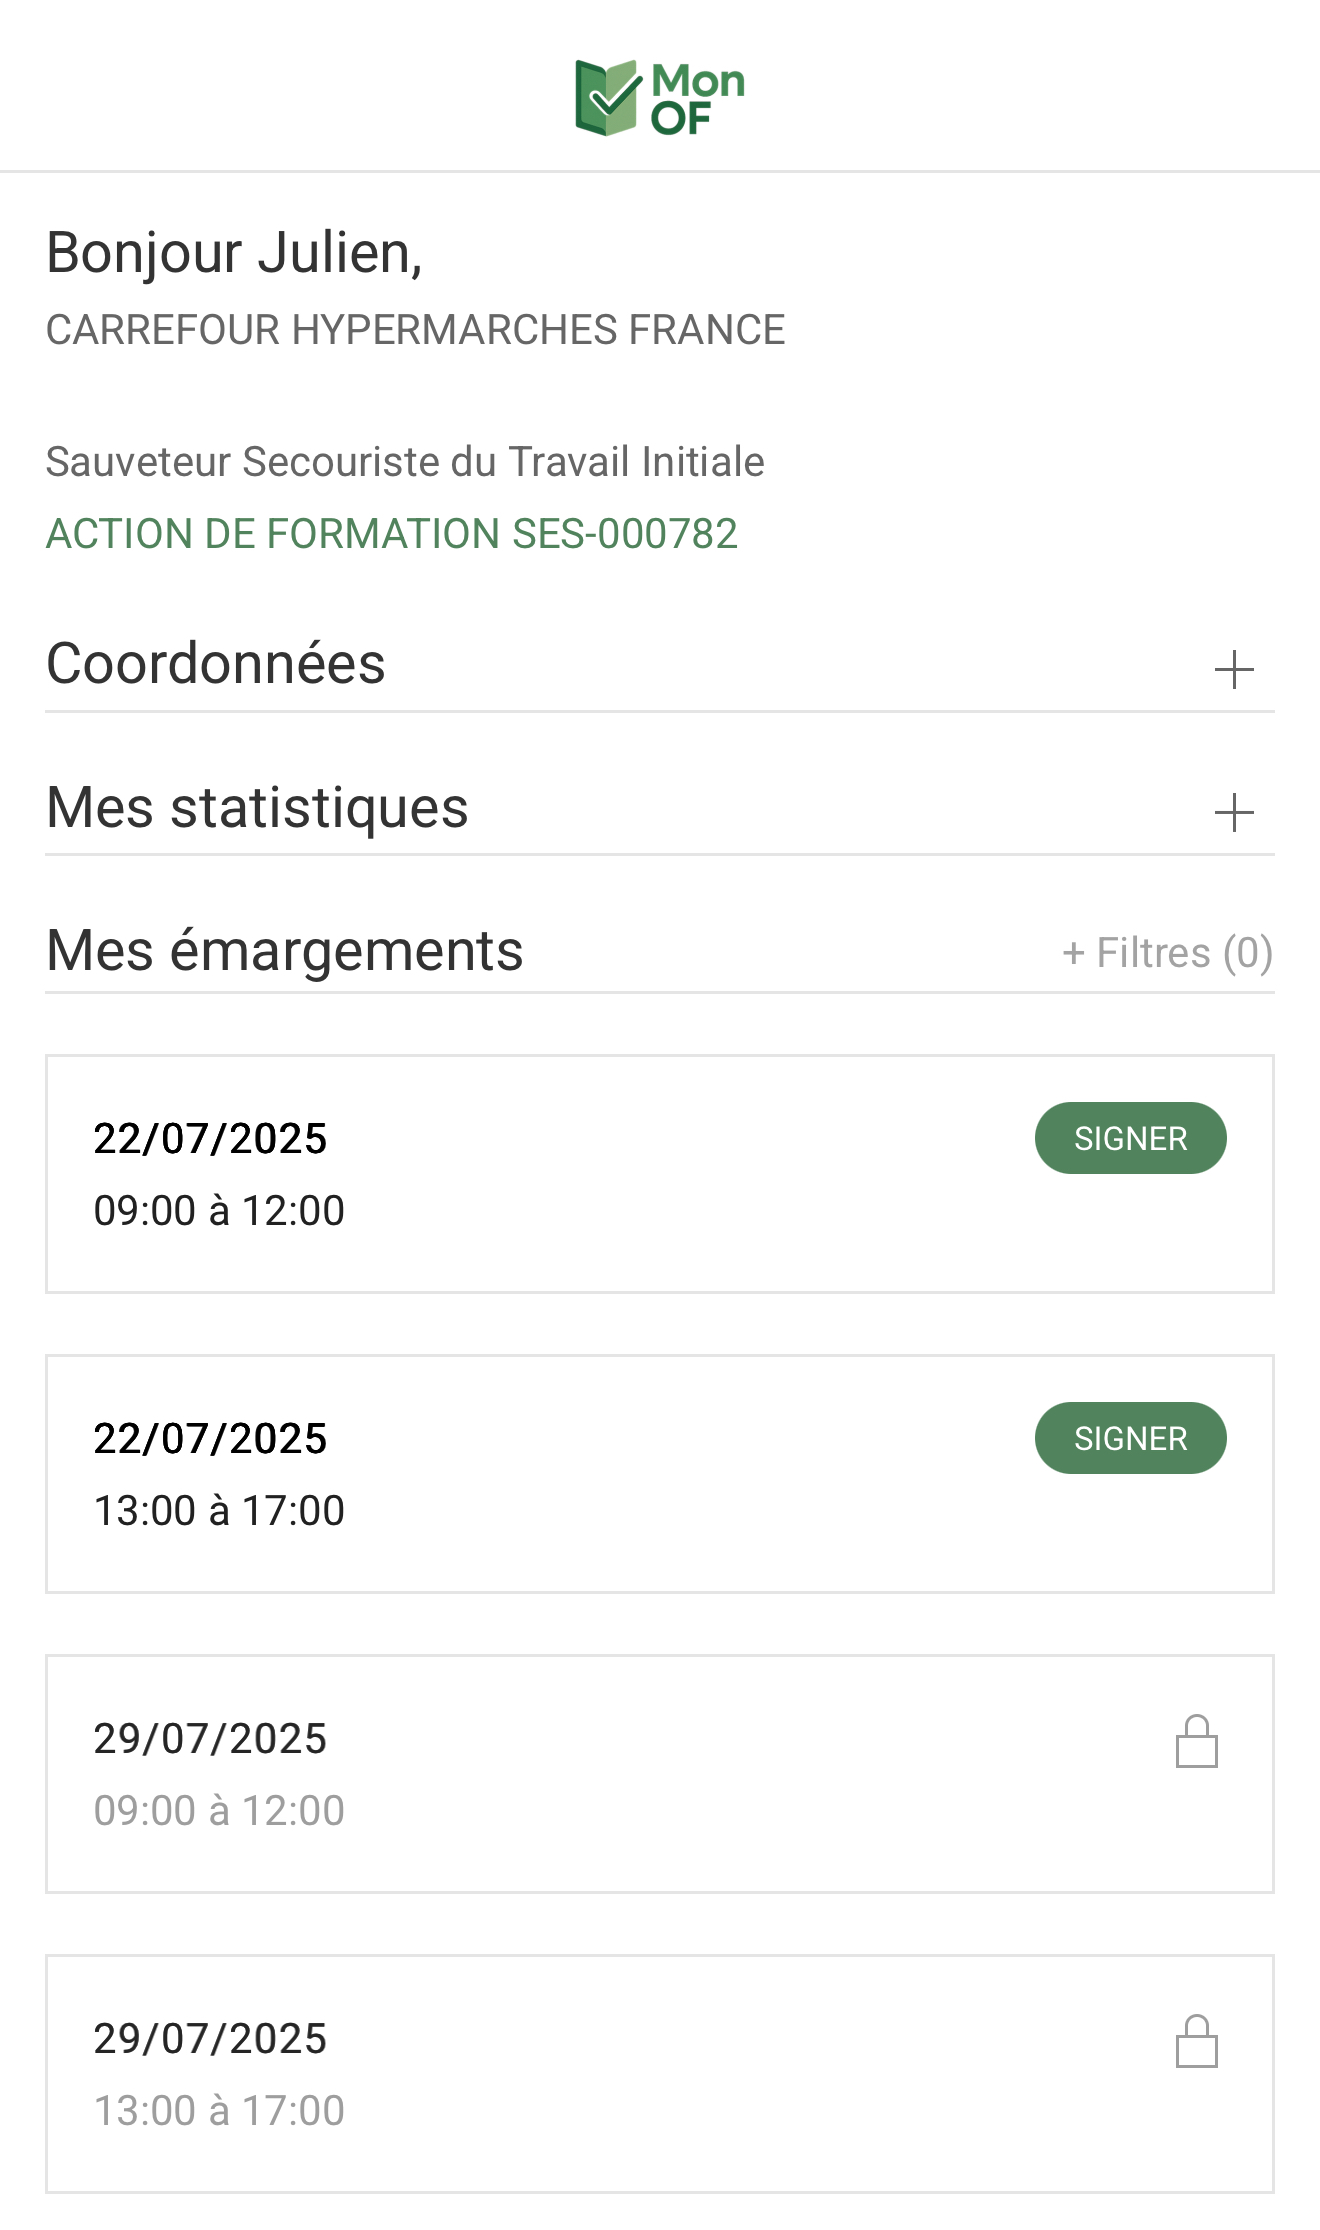 Mon
OF
Bonjour Julien,
CARREFOUR HYPERMARCHES FRANCE
Sauveteur Secouriste du Travail Initiale
ACTION DE FORMATION SES-000782
Coordonnées
Mes statistiques
Mes émargements + Filtres (0)
22/07/2025 SIGNER
09:00 à 12:00
22/07/2025 SIGNER
13:00 à 17:00
29/07/2025
09:00 à 12:00
29/07/2025
13:00 à 17:00